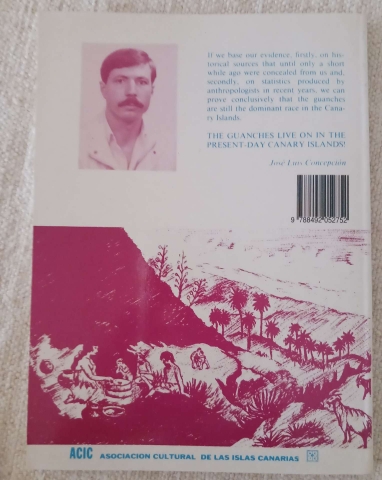 If we base our evidence, firstly, on his-
torical sources that until only a short
while ago were concealed from us and,
secondly, on statistics produced by
anthropologists in recent years, we can
prove conclusively that the guanches
are still the dominant race in the Cana-
ry Islands.
THE GUANCHES LIVE ON IN THE
PRESENT-DAY CANARY ISLANDS!
José Luis Concepción
9 788492 052752
ACIC ASOCIACION CULTURAL DE LAS ISLAS CANARIAS